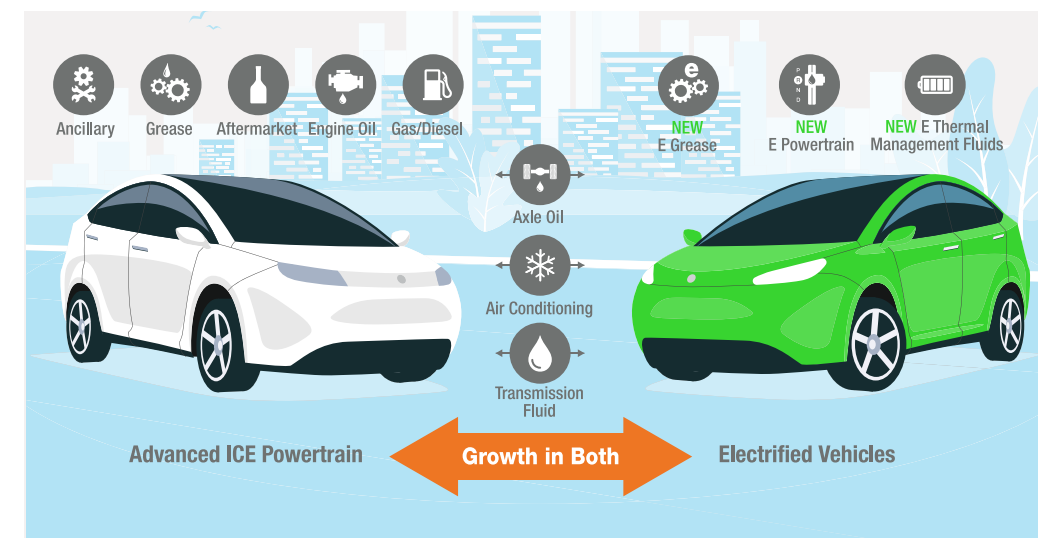 Ancillary
Grease
Aftermarket
Engine Oil
Gas/Diesel
e
NEW
E Grease
P
R
N
D
NEW
E Powertrain
NEW E Thermal
Management Fluids
Axle Oil
Air Conditioning
Transmission
Fluid
Advanced ICE Powertrain
Growth in Both
Electrified Vehicles